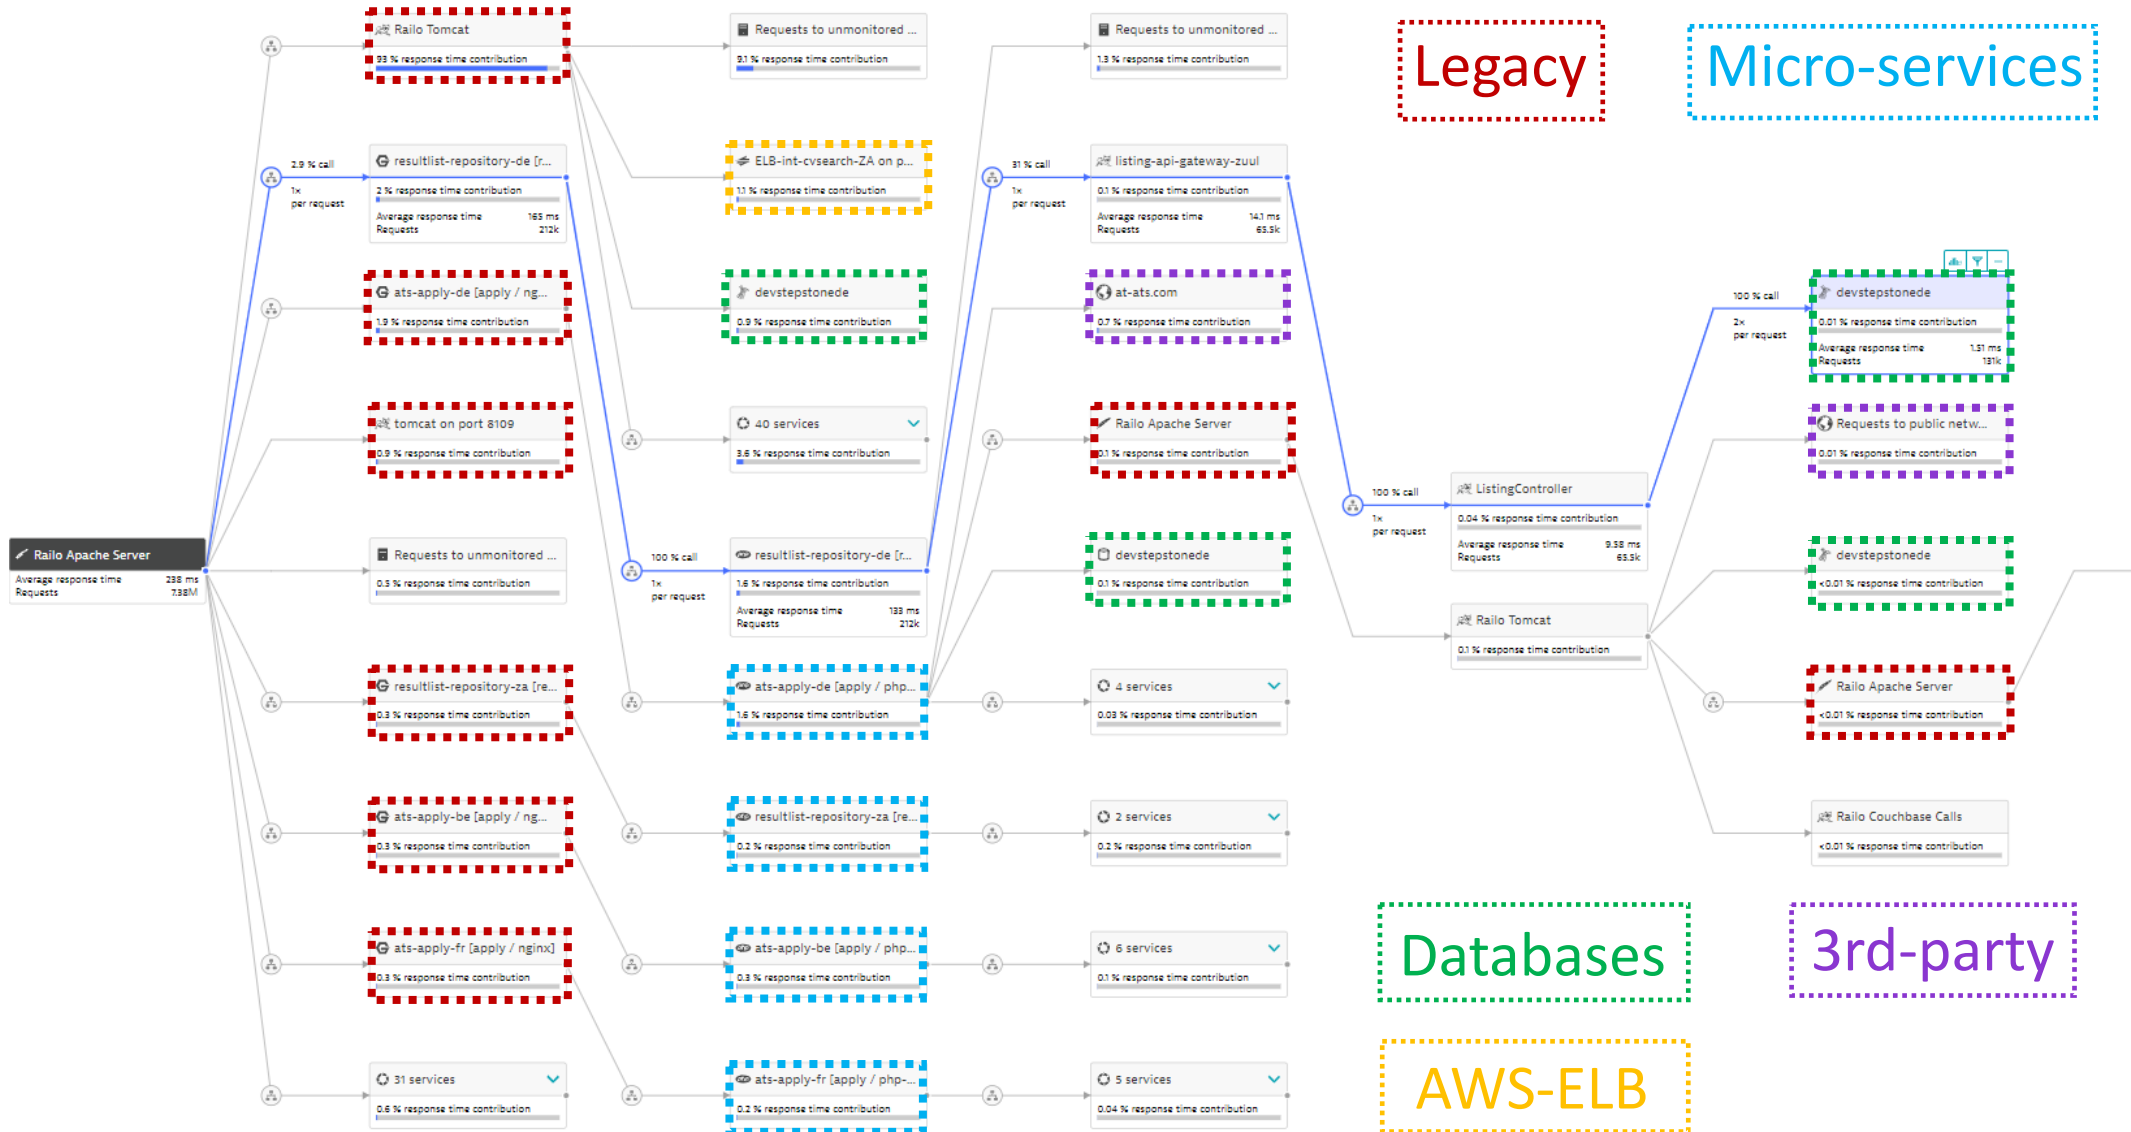 Railo Apache Server
Average response time 238 ms
Requests 7.38M
Railo Tomcat
93 % response time contribution
2.9 % call
1x
per request
resultlist-repository-de [r...
2 % response time contribution
Average response time 165 ms
Requests 212k
ats-apply-de [apply / ng...
1.9 % response time contribution
tomcat on port 8109
0.9 % response time contribution
Requests to unmonitored ...
0.3 % response time contribution
resultlist-repository-za [re...
0.3 % response time contribution
ats-apply-be [apply / ng...
0.3 % response time contribution
ats-apply-fr [apply / nginx]
0.3 % response time contribution
31 services
0.6 % response time contribution
Requests to unmonitored ...
9.1 % response time contribution
ELB-int-cvsearch-ZA on p...
1.1 % response time contribution
devstepstonede
0.9 % response time contribution
40 services
3.6 % response time contribution
100 % call
1x
per request
resultlist-repository-de [r...
1.6 % response time contribution
Average response time 133 ms
Requests 212k
ats-apply-de [apply / php...
1.6 % response time contribution
resultlist-repository-za [re...
0.2 % response time contribution
ats-apply-be [apply / php...
0.3 % response time contribution
ats-apply-fr [apply / php-...
0.2 % response time contribution
Requests to unmonitored ...
1.3 % response time contribution
31 % call
1x
per request
listing-api-gateway-zuul
0.1 % response time contribution
Average response time 14.1 ms
Requests 65.5k
at-ats.com
0.7 % response time contribution
Railo Apache Server
0.1 % response time contribution
devstepstonede
0.1 % response time contribution
4 services
0.03 % response time contribution
2 services
0.2 % response time contribution
6 services
0.1 % response time contribution
5 services
0.04 % response time contribution
100 % call
1x
per request
ListingController
0.04 % response time contribution
Average response time 9.58 ms
Requests 65.5k
Railo Tomcat
0.1 % response time contribution
100 % call
2x
per request
devstepstonede
0.01 % response time contribution
Average response time 1.51 ms
Requests 131k
Requests to public netw...
0.01 % response time contribution
devstepstonede
<0.01 % response time contribution
Railo Apache Server
<0.01 % response time contribution
Railo Couchbase Calls
<0.01 % response time contribution
Legacy
Micro-services
Databases
3rd-party
AWS-ELB